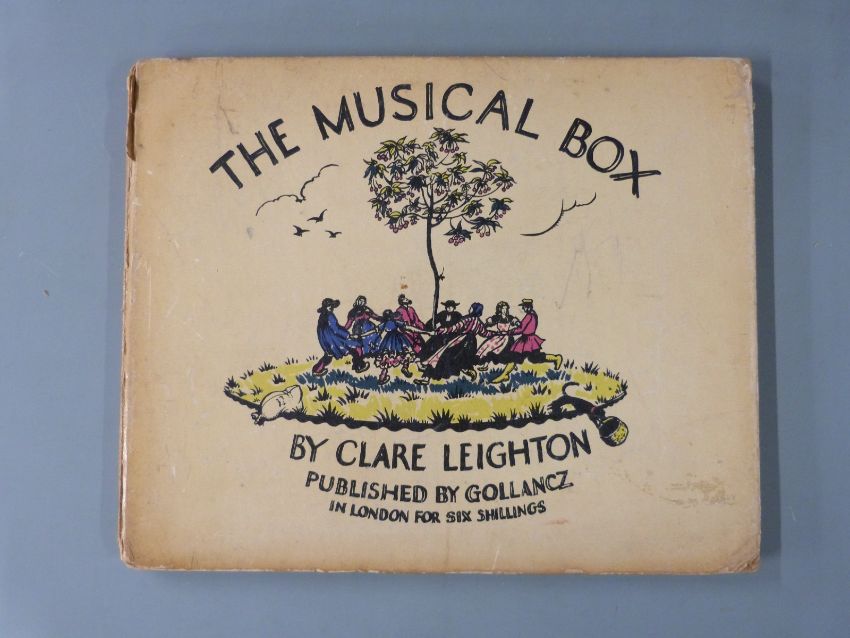 THE MUSICAL BOX
BY CLARE LEIGHTON
PUBLISHED BY GOLLANCZ
IN LONDON FOR SIX SHILLINGS